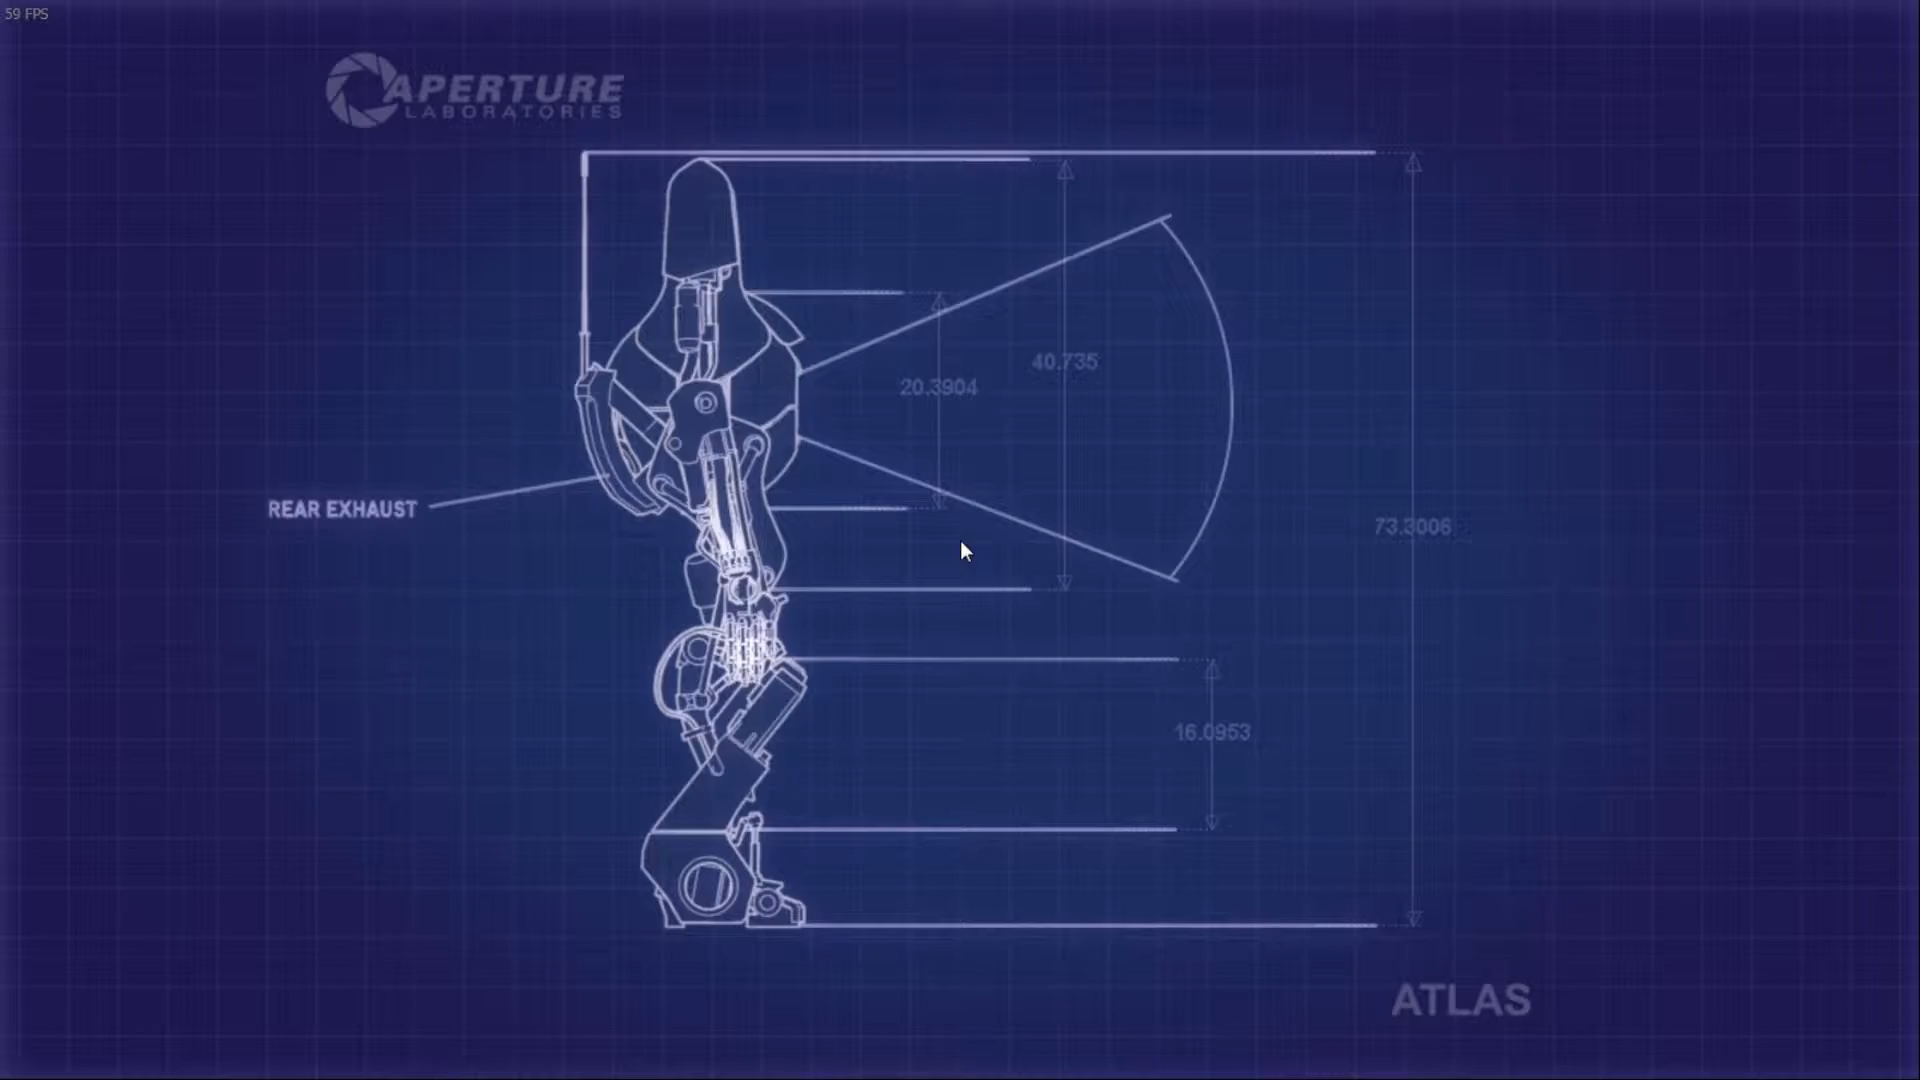 59 FPS
APERTURE
LABORATORIES
40.735
20.3904
REAR EXHAUST
73.3006
16.0953
ATLAS